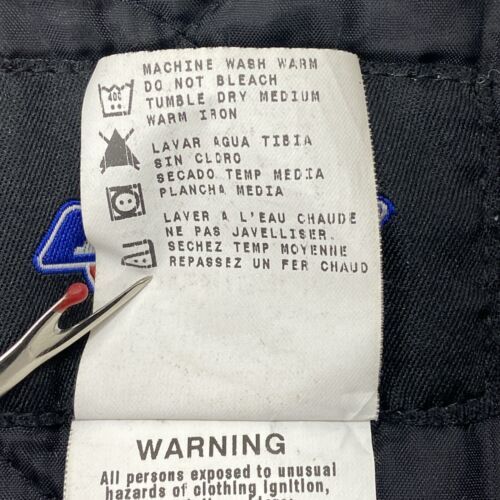 MACHINE WASH WARM
DO NOT BLEACH
TUMBLE DRY MEDIUM
WARM IRON
40C
LAVAR AGUA TIBIA
SIN CLORO
SECADO TEMP MEDIA
PLANCHA MEDIA
LAVER A L'EAU CHAUDE
NE PAS JAVELLISER.
SECHEZ TEMP MOYENNE
REPASSEZ UN FER CHAUD
WARNING
All persons exposed to unusual
hazards of clothing ignition,